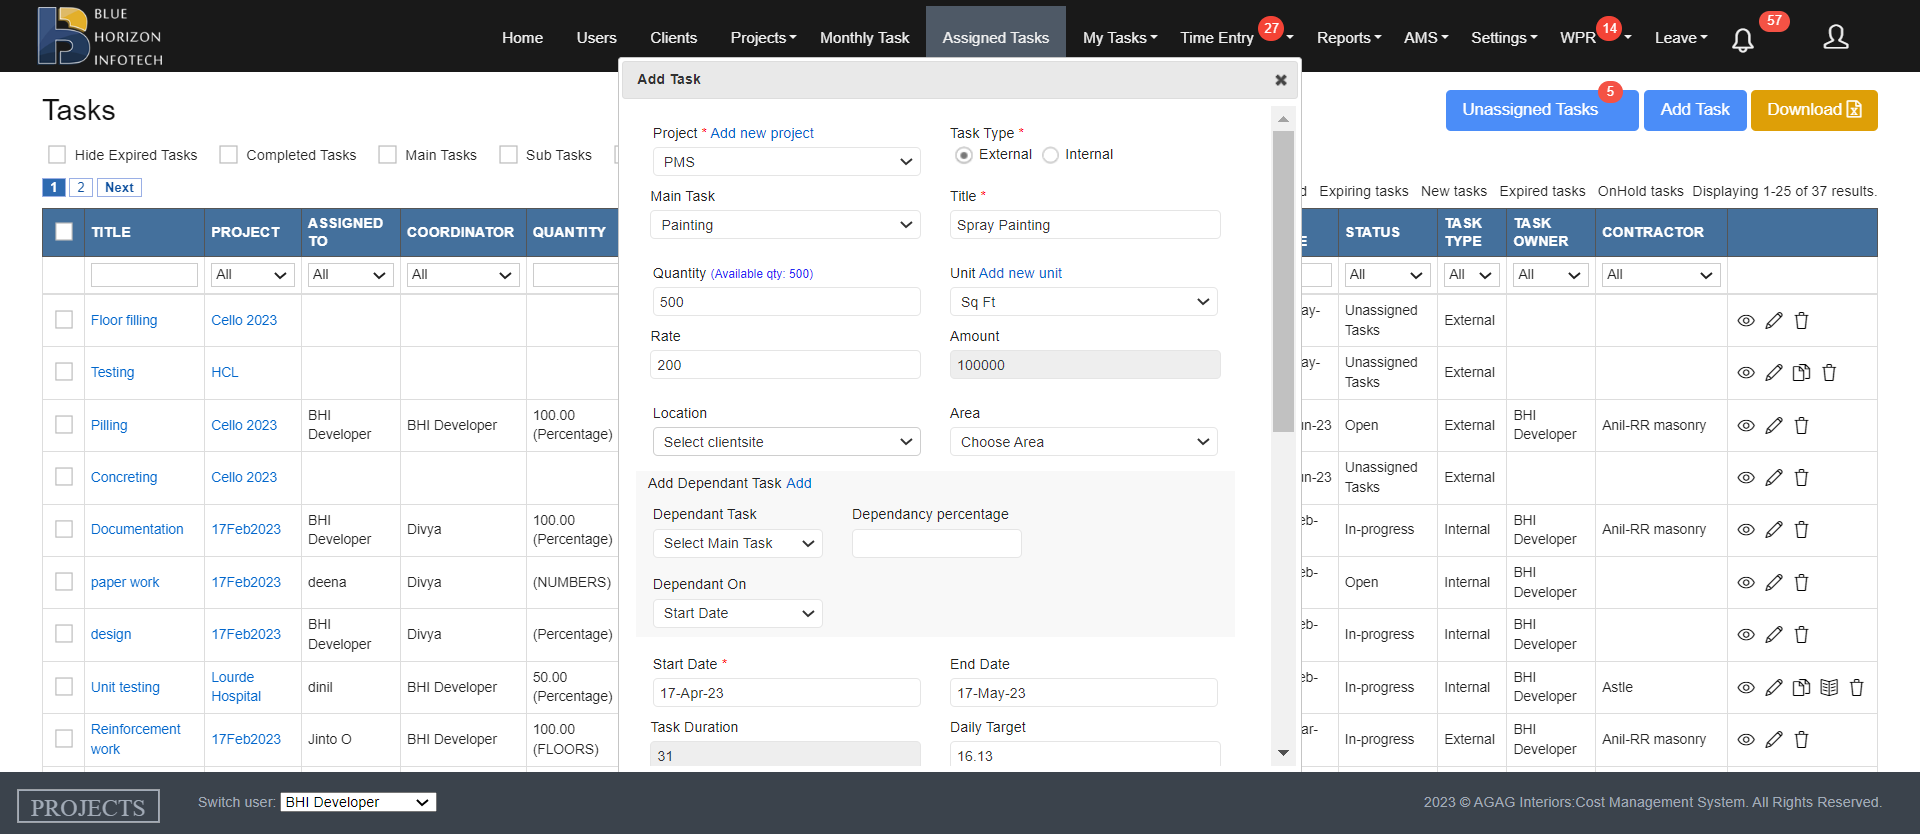 BLUE
HORIZON
INFOTECH
Home Users Clients Projects Monthly Task Assigned Tasks My Tasks Time Entry 27 Reports AMS Settings WPR 14 Leave 57
Add Task
Tasks
Unassigned Tasks 5 Add Task Download
Hide Expired Tasks Completed Tasks Main Tasks Sub Tasks
1 2 Next
Expiring tasks New tasks Expired tasks OnHold tasks Displaying 1-25 of 37 results.
TITLE PROJECT ASSIGNED TO COORDINATOR QUANTITY STATUS TASK TYPE TASK OWNER CONTRACTOR
All All All All All All All
Floor filling Cello 2023 Unassigned Tasks External
Testing HCL Unassigned Tasks External
Pilling Cello 2023 BHI Developer BHI Developer 100.00 (Percentage) Open External BHI Developer Anil-RR masonry
Concreting Cello 2023 Unassigned Tasks External
Documentation 17Feb2023 BHI Developer Divya 100.00 (Percentage) In-progress Internal BHI Developer Anil-RR masonry
paper work 17Feb2023 deena Divya (NUMBERS) Open Internal BHI Developer
design 17Feb2023 BHI Developer Divya (Percentage) In-progress Internal BHI Developer
Unit testing Lourde Hospital dinil BHI Developer 50.00 (Percentage) In-progress Internal BHI Developer Astle
Reinforcement work 17Feb2023 Jinto O BHI Developer 100.00 (FLOORS) In-progress External BHI Developer Anil-RR masonry
Project * Add new project
PMS
Task Type *
External Internal
Main Task
Painting
Title *
Spray Painting
Quantity (Available qty: 500)
500
Unit Add new unit
Sq Ft
Rate
200
Amount
100000
Location
Select clientsite
Area
Choose Area
Add Dependant Task Add
Dependant Task
Select Main Task
Dependancy percentage
Dependant On
Start Date
Start Date *
17-Apr-23
End Date
17-May-23
Task Duration
31
Daily Target
16.13
PROJECTS
Switch user: BHI Developer
2023 © AGAG Interiors:Cost Management System. All Rights Reserved.